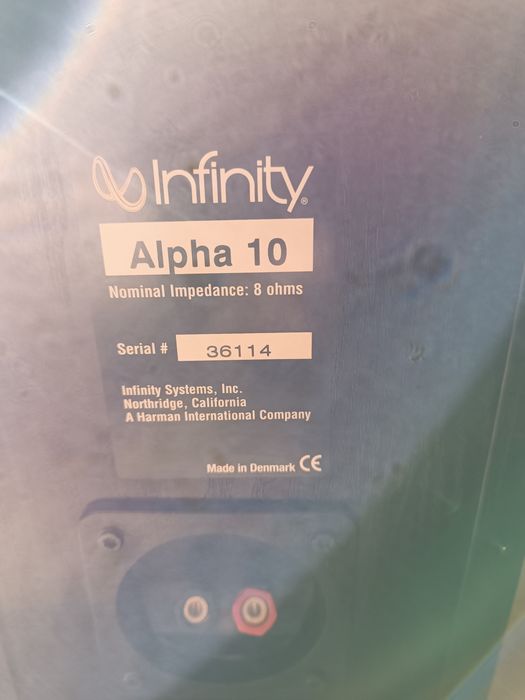 Infinity®
Alpha 10
Nominal Impedance: 8 ohms
Serial # 36114
Infinity Systems, Inc.
Northridge, California
A Harman International Company
Made in Denmark CE